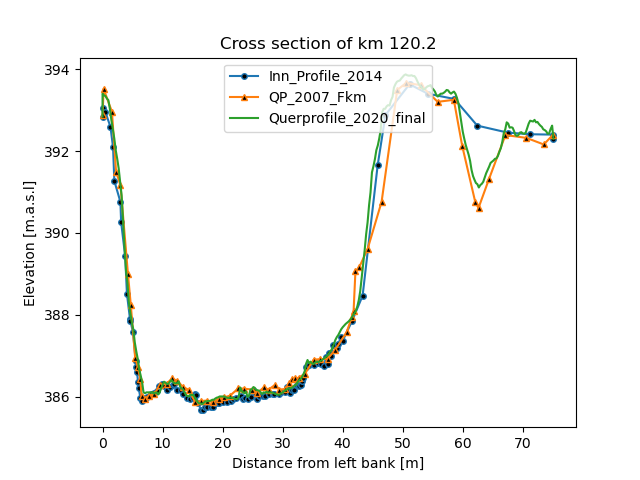 Cross section of km 120.2
Inn_Profile_2014
QP_2007_Fkm
Querprofile_2020_final
394
392
390
388
386
Elevation [m.a.s.l]
0 10 20 30 40 50 60 70
Distance from left bank [m]